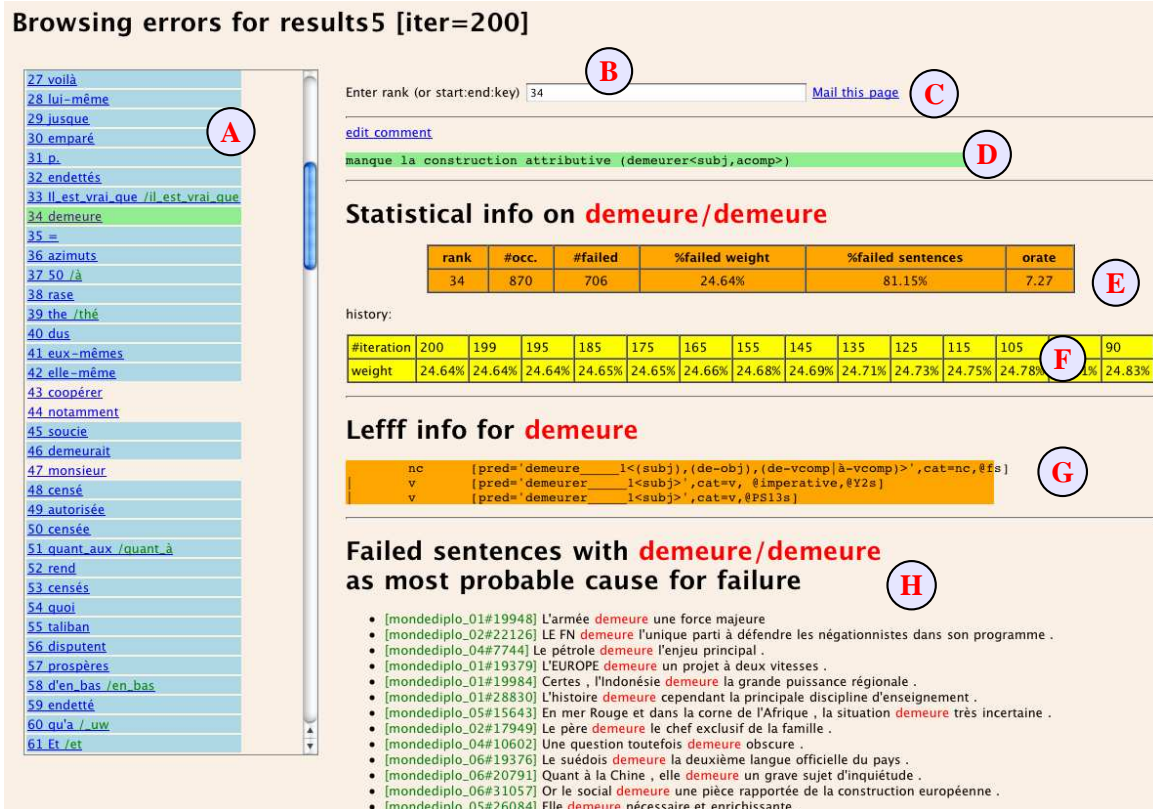 Browsing errors for results5 [iter=200]
27 voilà
28 lui-même
29 jusque
30 emparé
31 p.
32 endettés
33 Il_est_vrai_que /il_est_vrai_que
34 demeure
35 =
36 azimuts
37 50 /à
38 rase
39 the /thé
40 dus
41 eux-mêmes
42 elle-même
43 coopérer
44 notamment
45 soucie
46 demeurait
47 monsieur
48 censé
49 autorisée
50 censée
51 quant_aux /quant_à
52 rend
53 censés
54 quoi
55 taliban
56 disputent
57 prospères
58 d'en_bas /en_bas
59 endetté
60 qu'a /_uw
61 Et /et
A
B
Enter rank (or start:end:key) 34 Mail this page C
edit comment
manque la construction attributive (demeurer<subj,acomp>) D
Statistical info on demeure/demeure
rank #occ. #failed %failed weight %failed sentences orate
34 870 706 24.64% 81.15% 7.27
E
history:
#iteration 200 199 195 185 175 165 155 145 135 125 115 105 90
weight 24.64% 24.64% 24.64% 24.65% 24.65% 24.66% 24.68% 24.69% 24.71% 24.73% 24.75% 24.78% 1% 24.83%
F
Lefff info for demeure
nc [pred='demeure_____1<(subj),(de-obj),(de-vcomp|à-vcomp)>',cat=nc,@fs]
| v [pred='demeurer_____1<subj>',cat=v, @imperative,@Y2s]
| v [pred='demeurer_____1<subj>',cat=v,@PS13s]
G
Failed sentences with demeure/demeure
as most probable cause for failure
H
• [mondediplo_01#19948] L'armée demeure une force majeure
• [mondediplo_02#22126] LE FN demeure l'unique parti à défendre les négationnistes dans son programme .
• [mondediplo_04#7744] Le pétrole demeure l'enjeu principal .
• [mondediplo_01#19379] L'EUROPE demeure un projet à deux vitesses .
• [mondediplo_01#19984] Certes , l'Indonésie demeure la grande puissance régionale .
• [mondediplo_01#28830] L'histoire demeure cependant la principale discipline d'enseignement .
• [mondediplo_05#15643] En mer Rouge et dans la corne de l'Afrique , la situation demeure très incertaine .
• [mondediplo_02#17949] Le père demeure le chef exclusif de la famille .
• [mondediplo_04#10602] Une question toutefois demeure obscure .
• [mondediplo_06#19376] Le suédois demeure la deuxième langue officielle du pays .
• [mondediplo_06#20791] Quant à la Chine , elle demeure un grave sujet d'inquiétude .
• [mondediplo_06#31057] Or le social demeure une pièce rapportée de la construction européenne .
• [mondediplo_05#26084] Elle demeure nécessaire et enrichissante